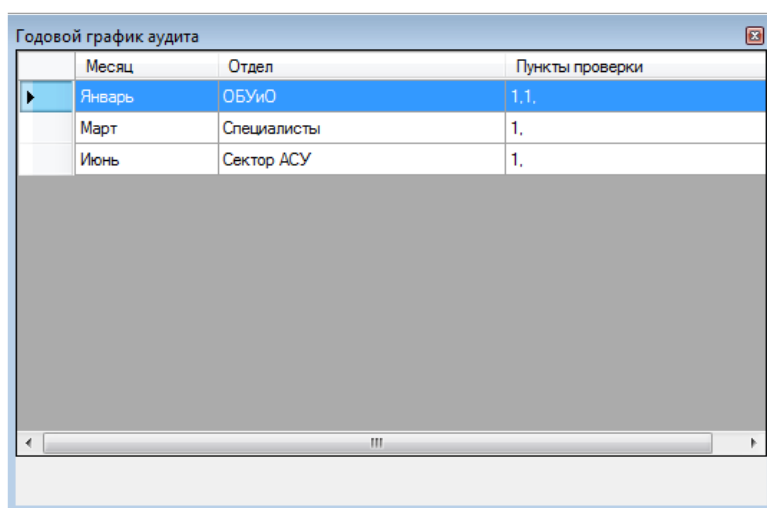 Годовой график аудита
Месяц Отдел Пункты проверки
Январь ОБУиО 1,1,
Март Специалисты 1,
Июнь Сектор АСУ 1,